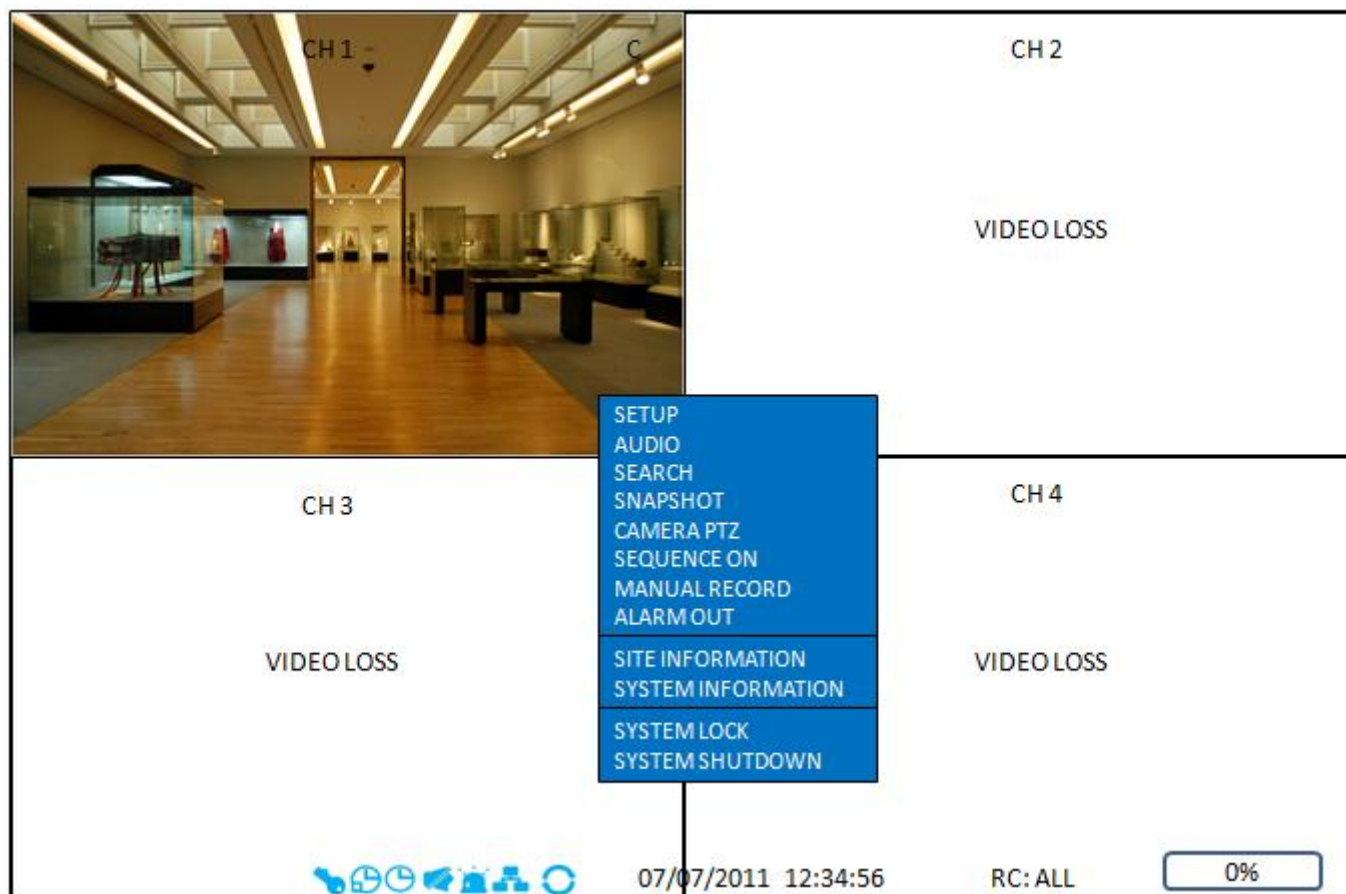 CH 1
C
CH 2
VIDEO LOSS
SETUP
AUDIO
SEARCH
SNAPSHOT
CAMERA PTZ
SEQUENCE ON
MANUAL RECORD
ALARM OUT
SITE INFORMATION
SYSTEM INFORMATION
SYSTEM LOCK
SYSTEM SHUTDOWN
CH 3
VIDEO LOSS
CH 4
VIDEO LOSS
07/07/2011 12:34:56
RC: ALL
0%